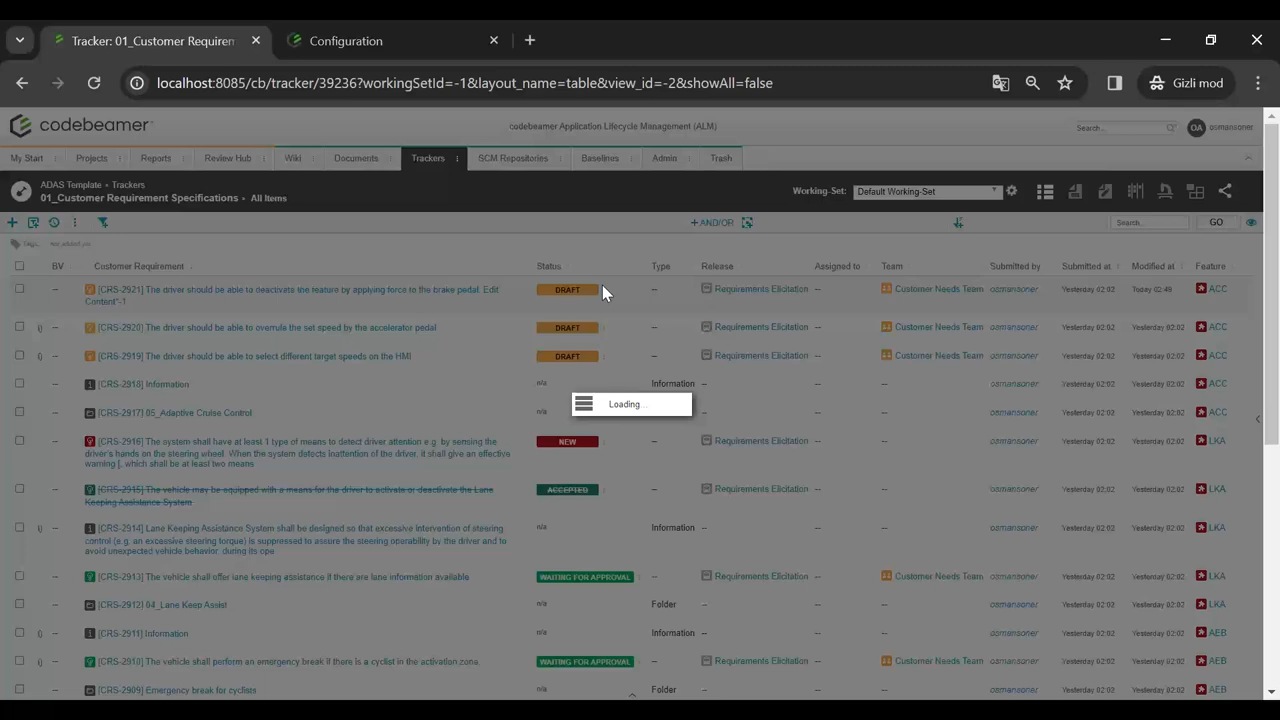 Tracker: 01_Customer Requiren
Configuration
localhost:8085/cb/tracker/39236?workingSetId=-1&layout_name=table&view_id=-2&showAll=false
Gizli mod
codebeamer
codebeamer Application Lifecycle Management (ALM)
Search...
OA osmansoner
My Start Projects Reports Review Hub Wiki Documents Trackers SCM Repositories Baselines Admin Trash
ADAS Template • Trackers
01_Customer Requirement Specifications • All Items
Working-Set: Default Working-Set
+ AND/OR Search... GO
BV Customer Requirement Status Type Release Assigned to Team Submitted by Submitted at Modified at Feature
-- [CRS-2921] The driver should be able to deactivate the feature by applying force to the brake pedal. Edit DRAFT -- Requirements Elicitation -- Customer Needs Team osmansoner Yesterday 02:02 Today 02:49 ACC
Content"-1
-- [CRS-2920] The driver should be able to overrule the set speed by the accelerator pedal DRAFT -- Requirements Elicitation -- Customer Needs Team osmansoner Yesterday 02:02 Yesterday 02:02 ACC
-- [CRS-2919] The driver should be able to select different target speeds on the HMI DRAFT -- Requirements Elicitation -- Customer Needs Team osmansoner Yesterday 02:02 Yesterday 02:02 ACC
-- [CRS-2918] Information n/a Information -- -- osmansoner Yesterday 02:02 Yesterday 02:02 ACC
Loading...
-- [CRS-2917] 05_Adaptive Cruise Control n/a -- -- osmansoner Yesterday 02:02 Yesterday 02:02 ACC
-- [CRS-2916] The system shall have at least 1 type of means to detect driver attention e.g. by sensing the NEW -- Requirements Elicitation -- osmansoner Yesterday 02:02 Yesterday 02:02 LKA
driver's hands on the steering wheel. When the system detects inattention of the driver, it shall give an effective
warning [, which shall be at least two means
-- [CRS-2915] The vehicle may be equipped with a means for the driver to activate or deactivate the Lane ACCEPTED -- Requirements Elicitation -- osmansoner Yesterday 02:02 Yesterday 02:02 LKA
Keeping Assistance System
-- [CRS-2914] Lane Keeping Assistance System shall be designed so that excessive intervention of steering n/a Information -- -- osmansoner Yesterday 02:02 Yesterday 02:02 LKA
control (e.g. an excessive steering torque) is suppressed to assure the steering operability by the driver and to
avoid unexpected vehicle behavior, during its ope
-- [CRS-2913] The vehicle shall offer lane keeping assistance if there are lane information available WAITING FOR APPROVAL -- Requirements Elicitation -- Customer Needs Team osmansoner Yesterday 02:02 Yesterday 02:02 LKA
-- [CRS-2912] 04_Lane Keep Assist n/a Folder -- -- osmansoner Yesterday 02:02 Yesterday 02:02 LKA
-- [CRS-2911] Information n/a Information -- -- osmansoner Yesterday 02:02 Yesterday 02:02 AEB
-- [CRS-2910] The vehicle shall perform an emergency break if there is a cyclist in the activation zone. WAITING FOR APPROVAL -- Requirements Elicitation -- Customer Needs Team osmansoner Yesterday 02:02 Yesterday 02:02 AEB
-- [CRS-2909] Emergency break for cyclists n/a Folder -- -- osmansoner Yesterday 02:02 Yesterday 02:02 AEB